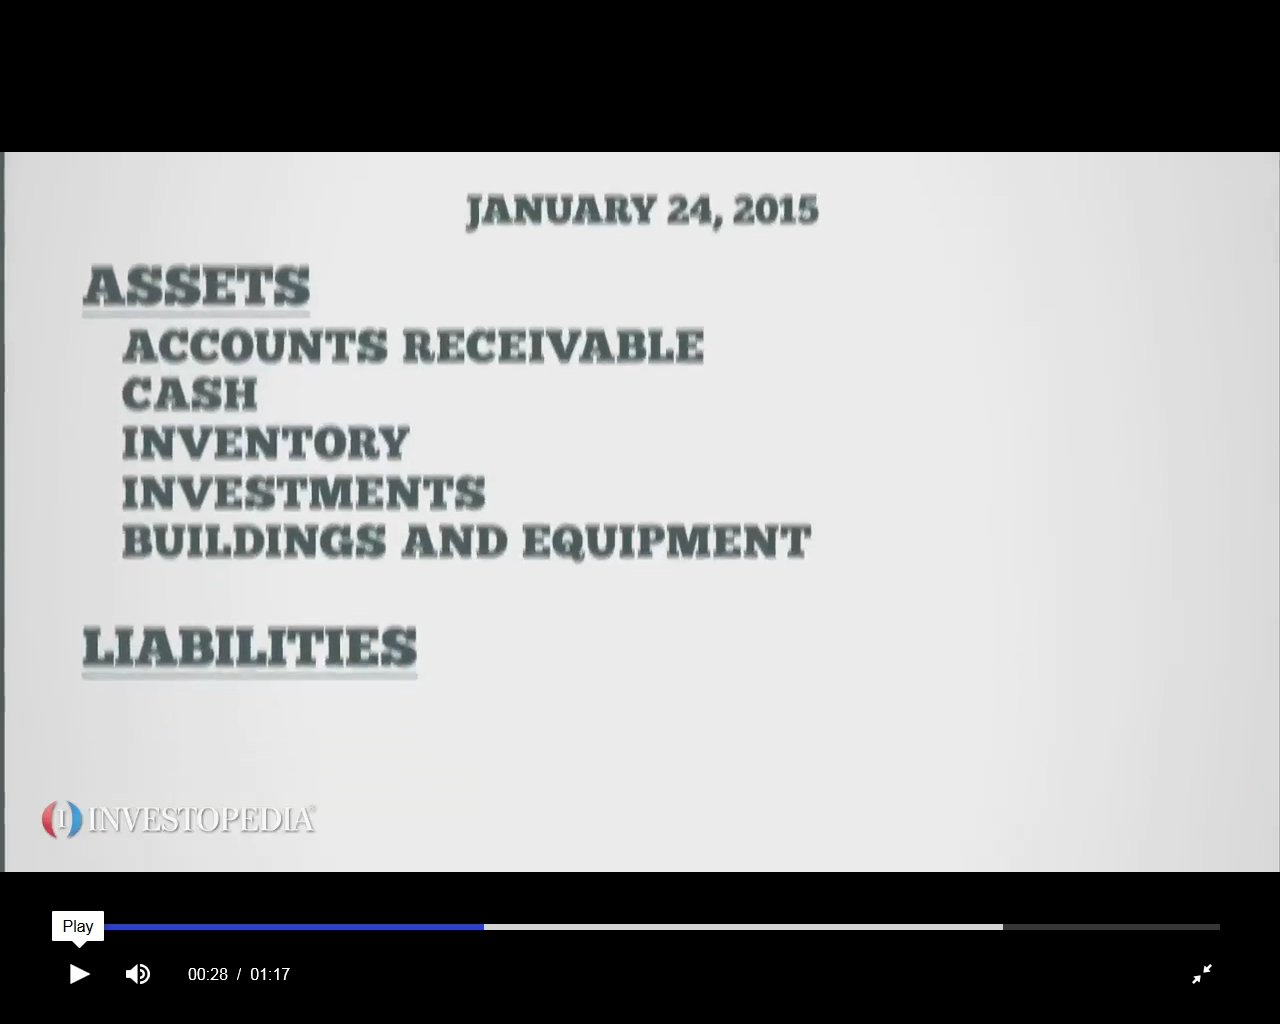 JANUARY 24, 2015
ASSETS
ACCOUNTS RECEIVABLE
CASH
INVENTORY
INVESTMENTS
BUILDINGS AND EQUIPMENT
LIABILITIES
(I) INVESTOPEDIA®
Play
00:28 / 01:17